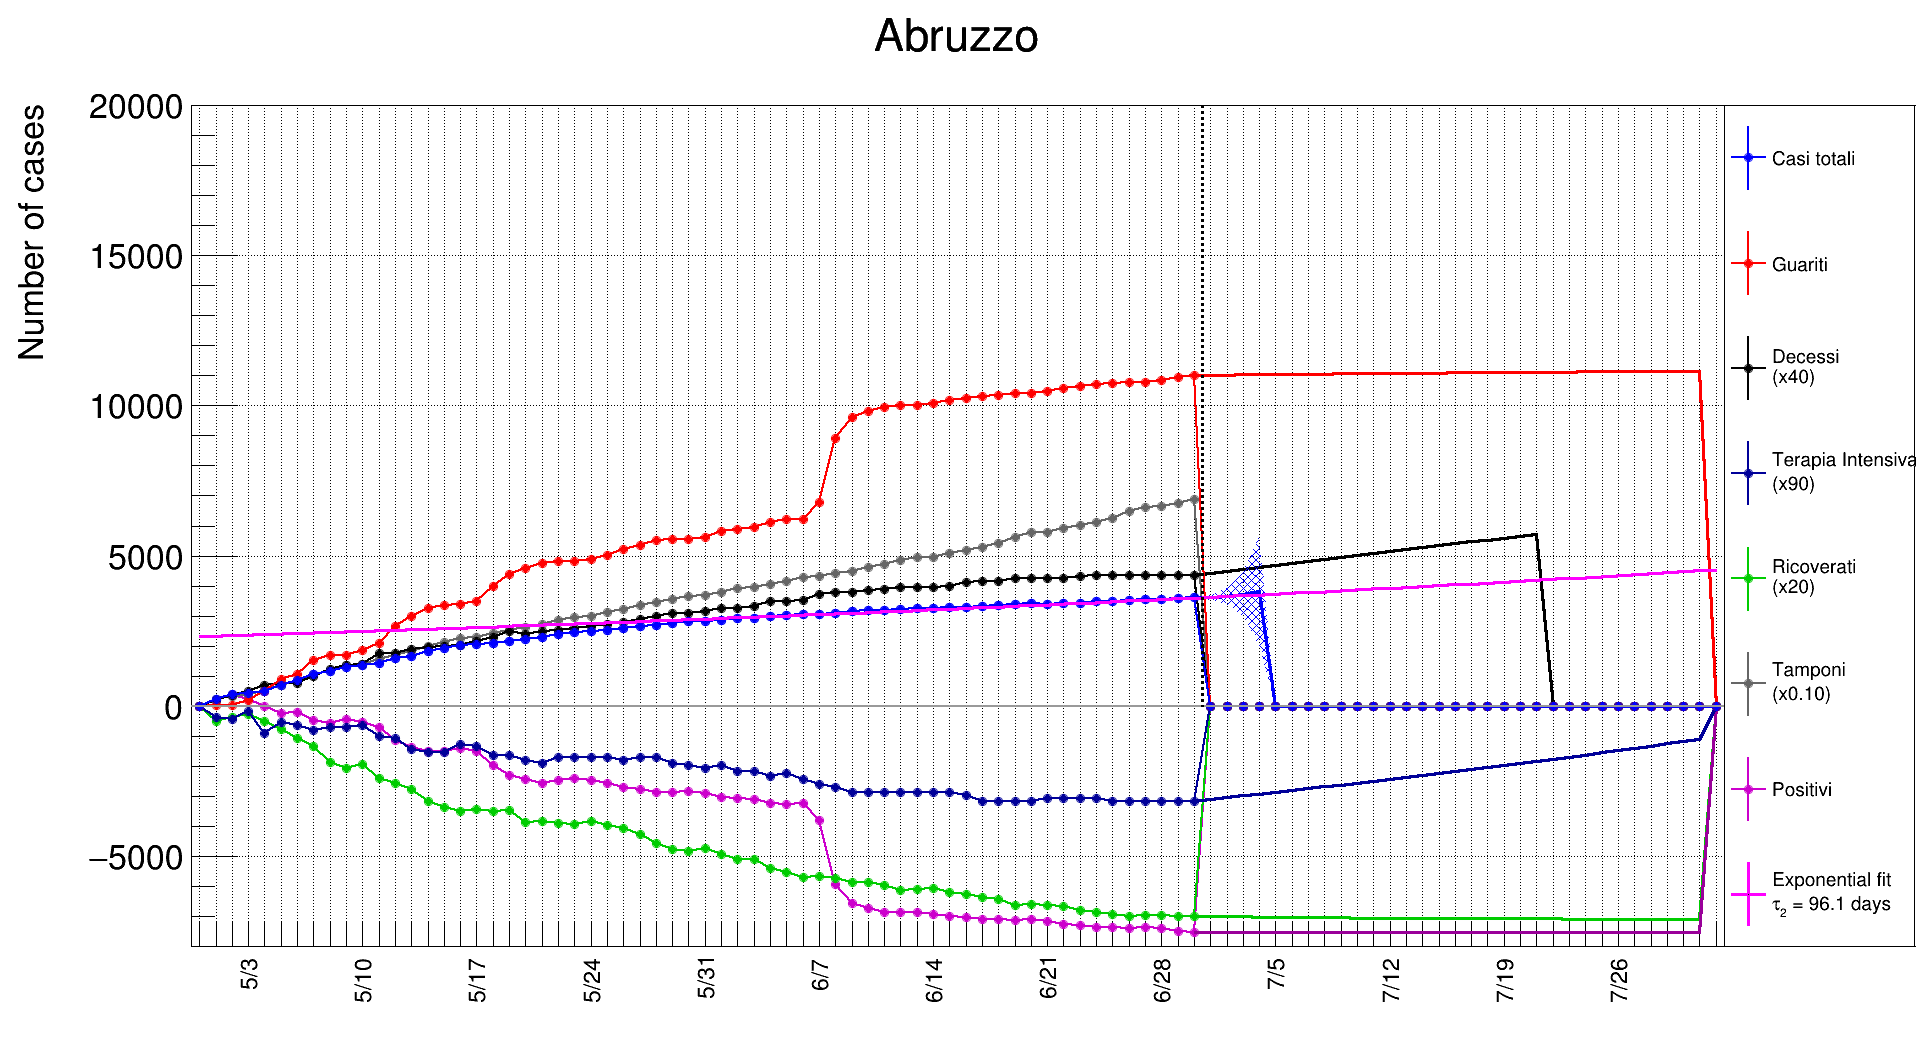 Abruzzo
Number of cases
20000
15000
10000
5000
0
−5000
5/3
5/10
5/17
5/24
5/31
6/7
6/14
6/21
6/28
7/5
7/12
7/19
7/26
Casi totali
Guariti
Decessi
(x40)
Terapia Intensiva
(x90)
Ricoverati
(x20)
Tamponi
(x0.10)
Positivi
Exponential fit
τ2 = 96.1 days